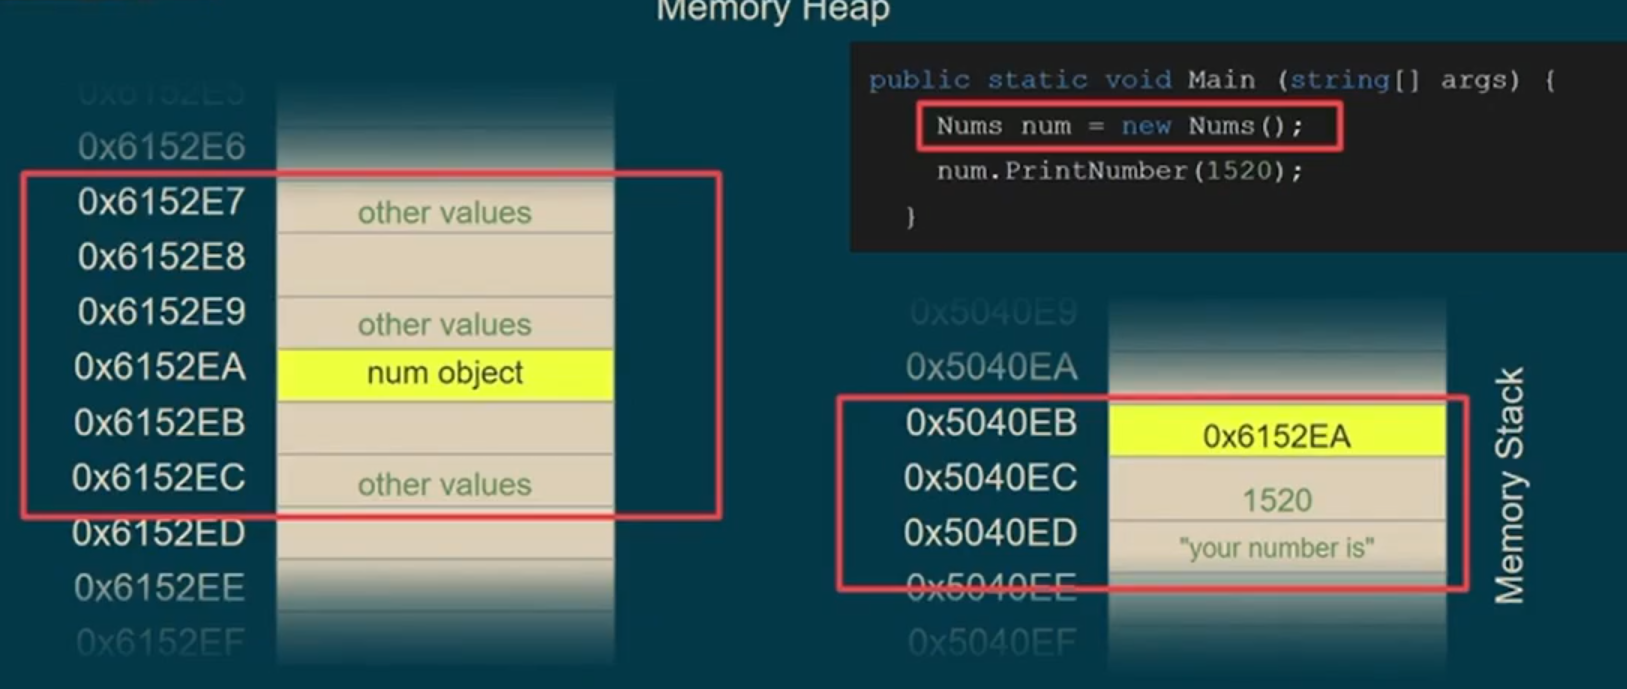 Memory Heap
public static void Main (string[] args) {
Nums num = new Nums();
num.PrintNumber(1520);
}
0x6152E5
0x6152E6
0x6152E7 other values
0x6152E8
0x6152E9 other values
0x6152EA num object
0x6152EB
0x6152EC other values
0x6152ED
0x6152EE
0x6152EF
0x5040E9
0x5040EA
0x5040EB 0x6152EA
0x5040EC 1520
0x5040ED "your number is"
0x5040EE
0x5040EF
Memory Stack